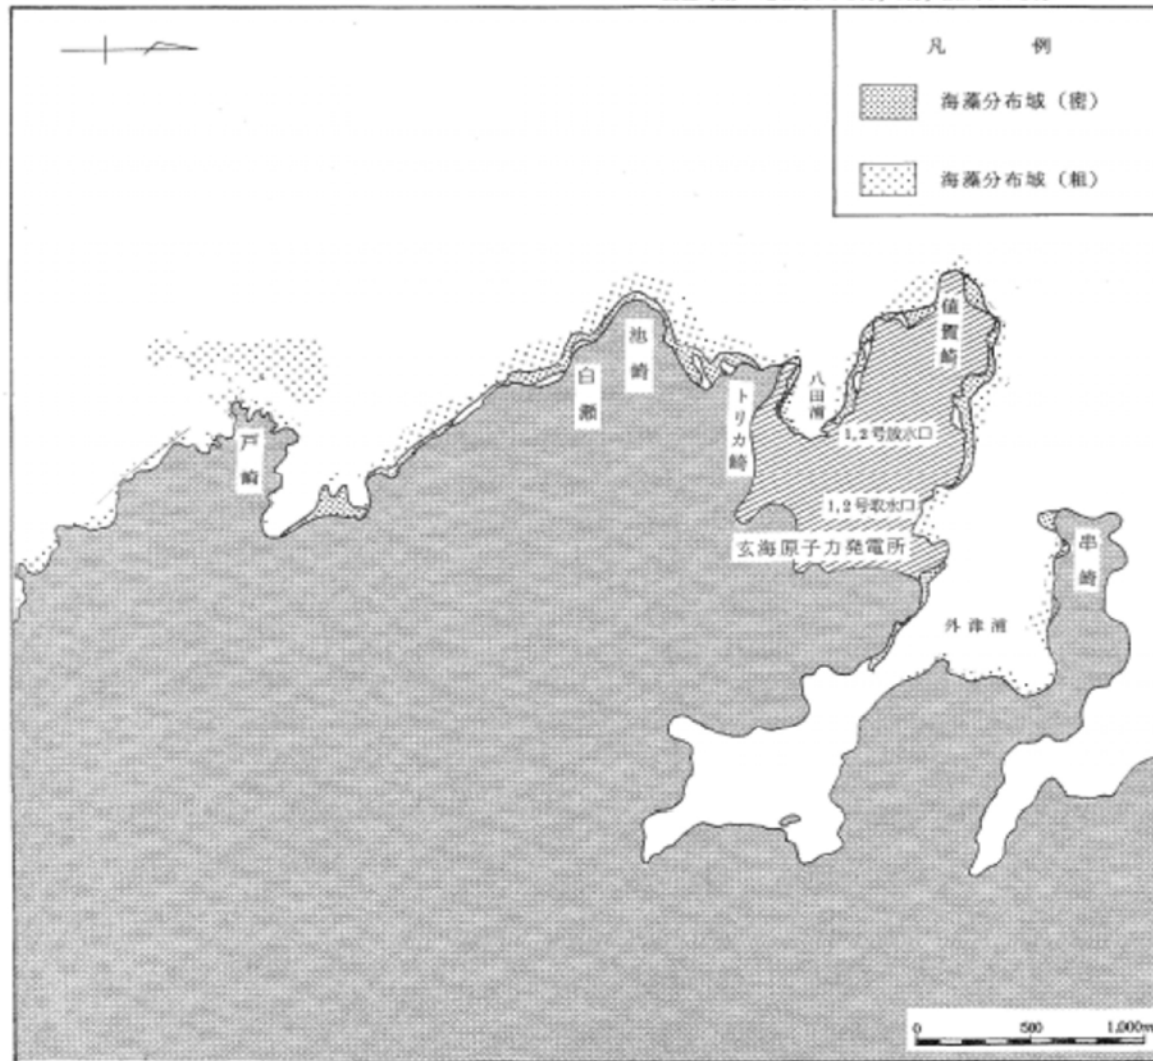 凡 例
海藻分布域（密）
海藻分布域（粗）
値賀崎
池崎
白瀬
トリカ崎
八田浦
戸崎
1,2号放水口
1,2号取水口
玄海原子力発電所
串崎
外津浦
0 500 1,000m